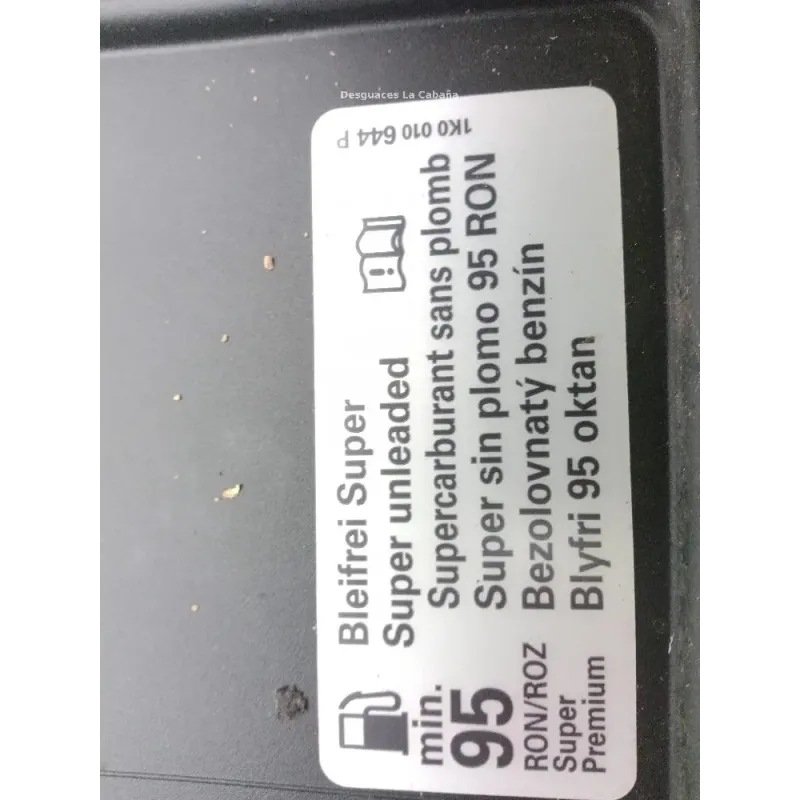 Desguaces La Cabaña
1K0 010 644 P
Bleifrei Super
Super unleaded
Supercarburant sans plomb
Super sin plomo 95 RON
Bezolovnatý benzín
Blyfri 95 oktan
min.
95
RON/ROZ
Super
Premium